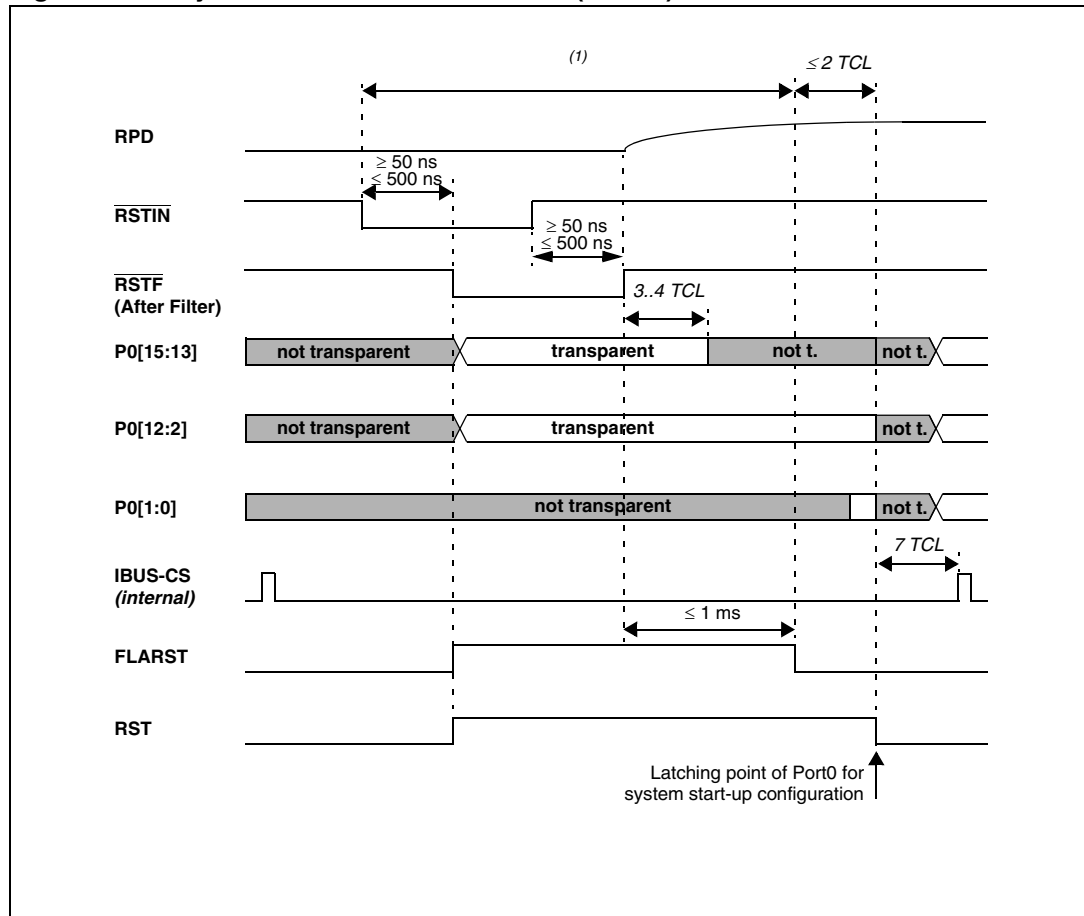 (1)
≤ 2 TCL
RPD
≥ 50 ns
≤ 500 ns
RSTIN
≥ 50 ns
≤ 500 ns
RSTF
(After Filter)
3..4 TCL
P0[15:13]
not transparent
transparent
not t.
not t.
P0[12:2]
not transparent
transparent
not t.
P0[1:0]
not transparent
not t.
7 TCL
IBUS-CS
(internal)
≤ 1 ms
FLARST
RST
Latching point of Port0 for
system start-up configuration